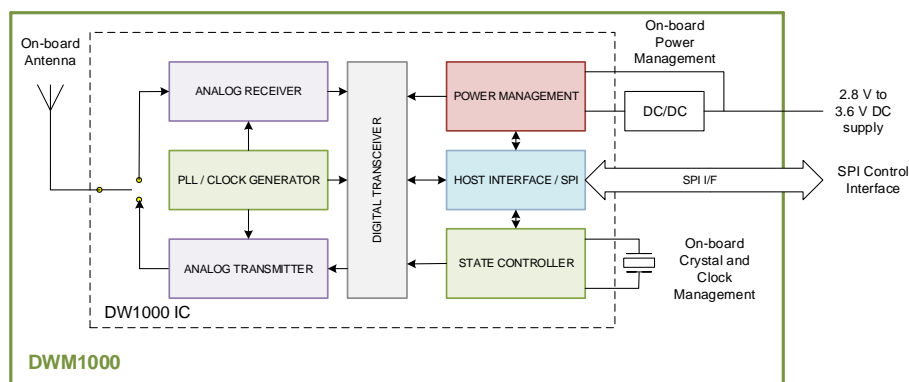 On-board
Antenna
On-board
Power
Management
ANALOG RECEIVER
POWER MANAGEMENT
DC/DC
2.8 V to
3.6 V DC
supply
PLL / CLOCK GENERATOR
DIGITAL TRANSCEIVER
HOST INTERFACE / SPI
SPI I/F
SPI Control
Interface
ANALOG TRANSMITTER
STATE CONTROLLER
On-board
Crystal and
Clock
Management
DW1000 IC
DWM1000